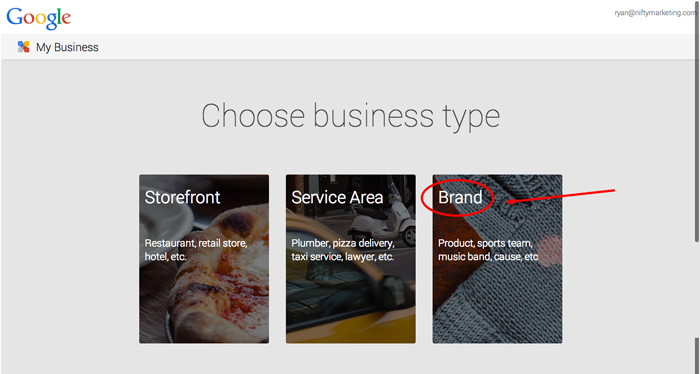 Google
ryan@niftymarketing.com
My Business
Choose business type
Storefront
Restaurant, retail store,
hotel, etc.
Service Area
Plumber, pizza delivery,
taxi service, lawyer, etc.
Brand
Product, sports team,
music band, cause, etc